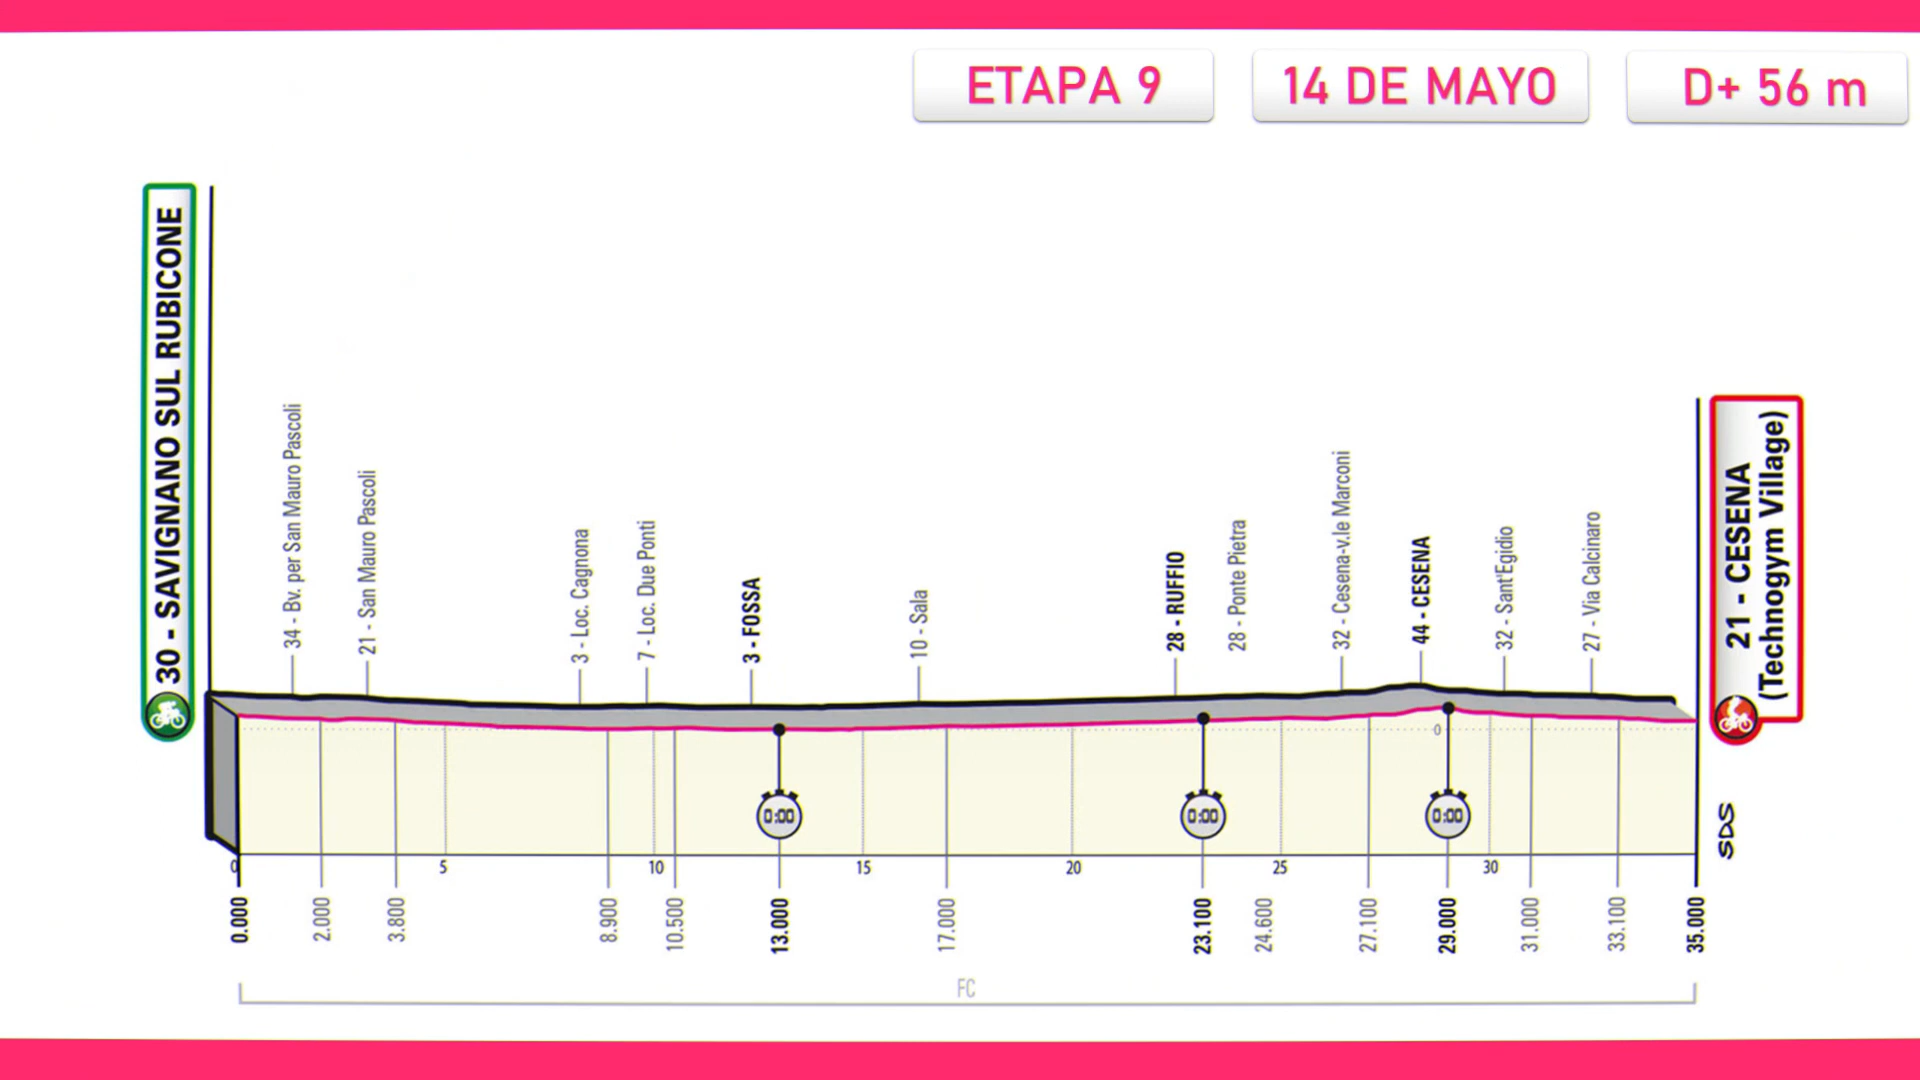 ETAPA 9
14 DE MAYO
D+ 56 m
30 - SAVIGNANO SUL RUBICONE
34 - Bv. per San Mauro Pascoli
21 - San Mauro Pascoli
3 - Loc. Cagnona
7 - Loc. Due Ponti
3 - FOSSA
10 - Sala
28 - RUFFIO
28 - Ponte Pietra
32 - Cesena-v.le Marconi
44 - CESENA
32 - Sant'Egidio
27 - Via Calcinaro
21 - CESENA
(Technogym Village)
0
0:00
0:00
0:00
SDS
0
5
10
15
20
25
30
0.000
2.000
3.800
8.900
10.500
13.000
17.000
23.100
24.600
27.100
29.000
31.000
33.100
35.000
FC